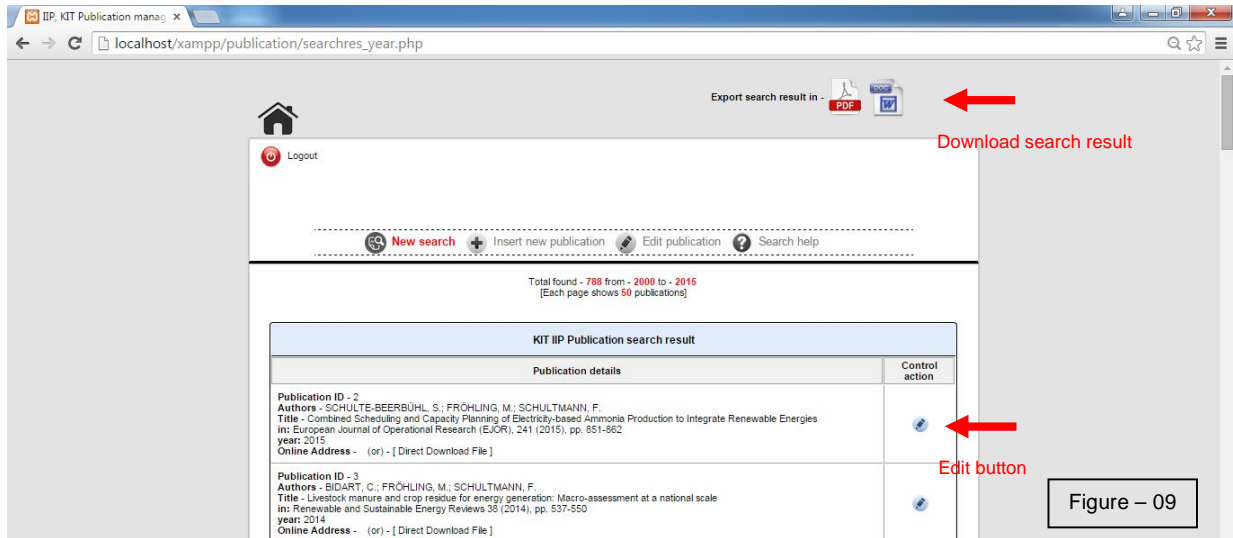 IIP, KIT Publication manag
localhost/xampp/publication/searchres_year.php
Export search result in -
PDF
DOC
W
Download search result
Logout
New search Insert new publication Edit publication Search help
Total found - 788 from - 2000 to - 2015
[Each page shows 50 publications]
KIT IIP Publication search result
Publication details
Control
action
Publication ID - 2
Authors - SCHULTE-BEERBÜHL, S.; FRÖHLING, M.; SCHULTMANN, F.
Title - Combined Scheduling and Capacity Planning of Electricity-based Ammonia Production to Integrate Renewable Energies
in: European Journal of Operational Research (EJOR), 241 (2015), pp. 851-862
year: 2015
Online Address - (or) - [ Direct Download File ]
Edit button
Publication ID - 3
Authors - BIDART, C.; FRÖHLING, M.; SCHULTMANN, F.
Title - Livestock manure and crop residue for energy generation: Macro-assessment at a national scale
in: Renewable and Sustainable Energy Reviews 38 (2014), pp. 537-550
year: 2014
Online Address - (or) - [ Direct Download File ]
Figure – 09